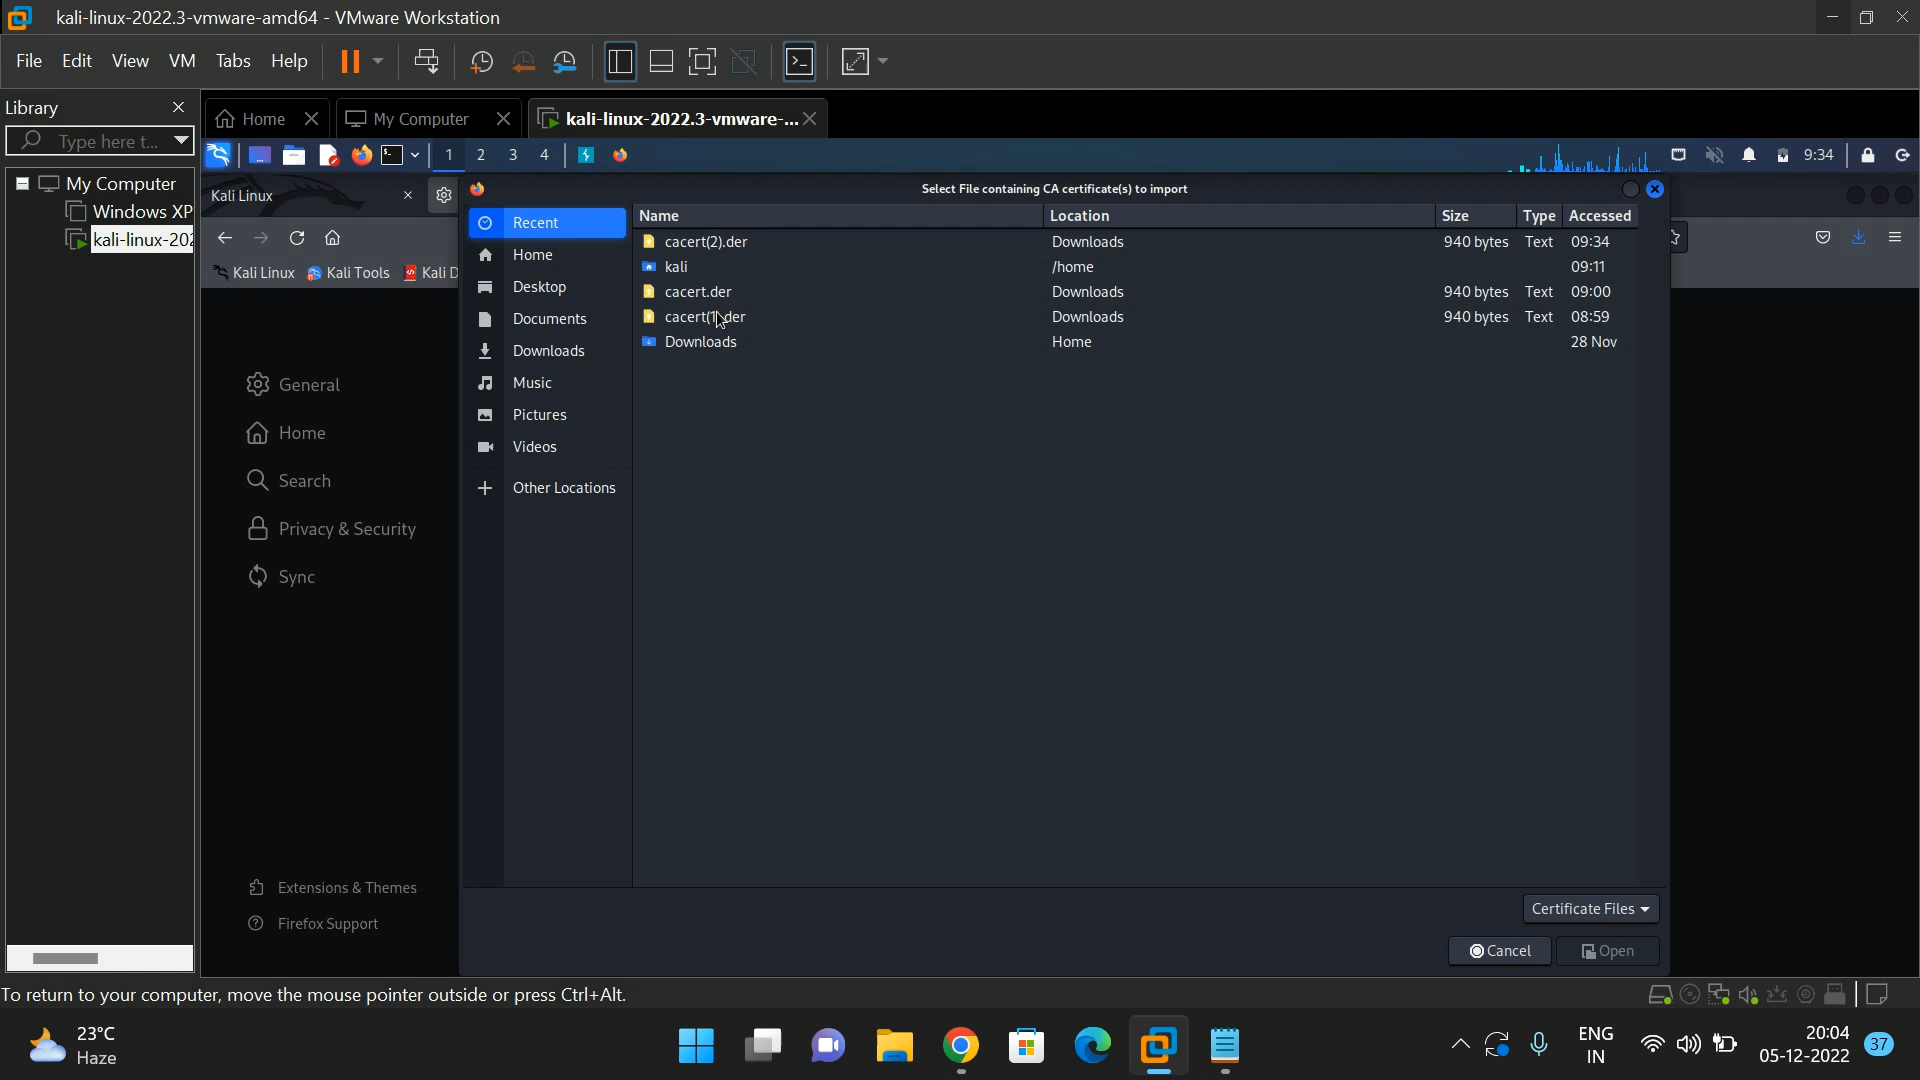 kali-linux-2022.3-vmware-amd64 - VMware Workstation
File Edit View VM Tabs Help
Library
Type here t...
My Computer
Windows XP
kali-linux-202
Home
My Computer
kali-linux-2022.3-vmware-...
1 2 3 4
9:34
Kali Linux
Kali Linux Kali Tools Kali D
General
Home
Search
Privacy & Security
Sync
Extensions & Themes
Firefox Support
Select File containing CA certificate(s) to import
Recent
Home
Desktop
Documents
Downloads
Music
Pictures
Videos
Other Locations
Name Location Size Type Accessed
cacert(2).der Downloads 940 bytes Text 09:34
kali /home 09:11
cacert.der Downloads 940 bytes Text 09:00
cacert(1).der Downloads 940 bytes Text 08:59
Downloads Home 28 Nov
Certificate Files
Cancel Open
To return to your computer, move the mouse pointer outside or press Ctrl+Alt.
23°C
Haze
ENG
IN
20:04
05-12-2022
37